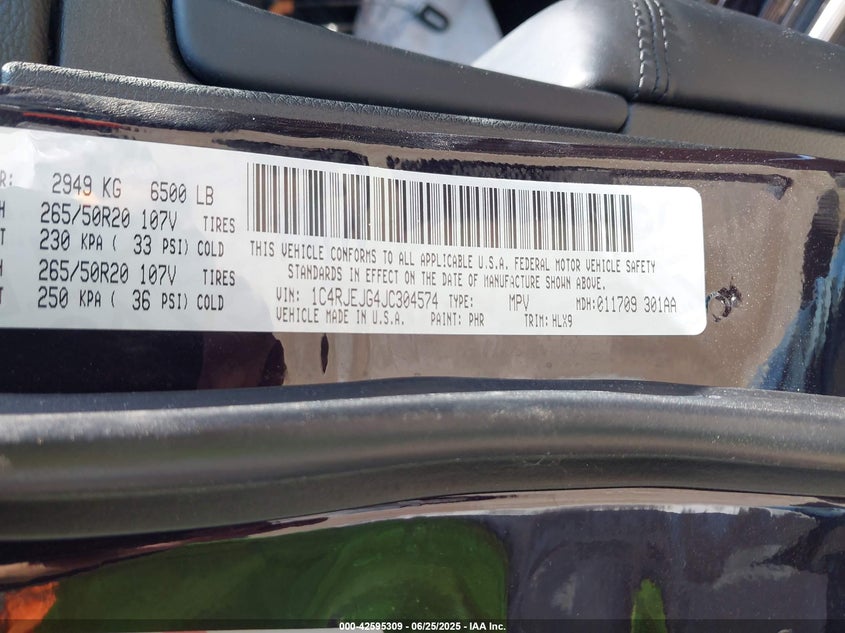 R: 2949 KG 6500 LB
265/50R20 107V TIRES
230 KPA ( 33 PSI) COLD
265/50R20 107V TIRES
250 KPA ( 36 PSI) COLD
THIS VEHICLE CONFORMS TO ALL APPLICABLE U.S.A. FEDERAL MOTOR VEHICLE SAFETY
STANDARDS IN EFFECT ON THE DATE OF MANUFACTURE SHOWN ABOVE.
VIN: 1C4RJEJG4JC304574 TYPE: MPV MDH:011709 301AA
VEHICLE MADE IN U.S.A. PAINT: PHR TRIM: HLX9
000-42595309 - 06/25/2025 - IAA Inc.